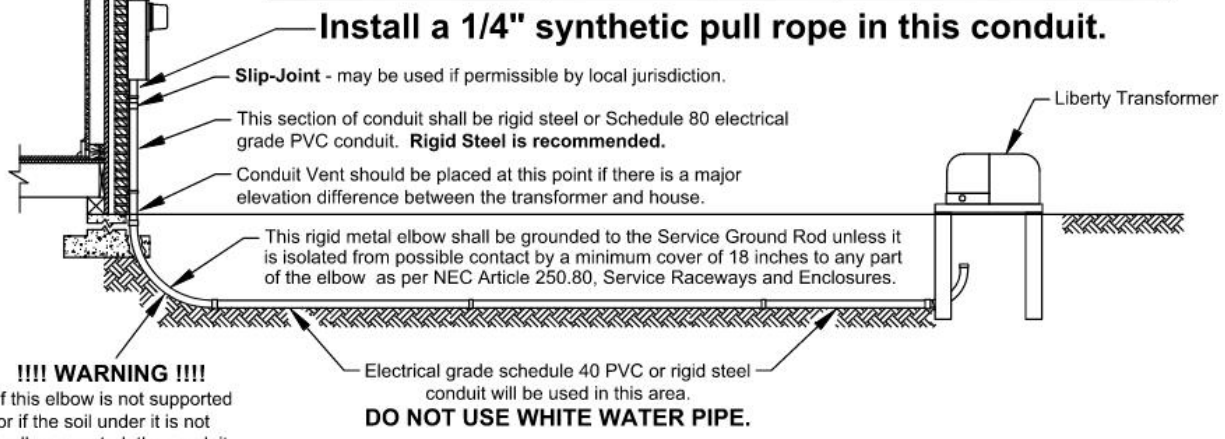 Install a 1/4" synthetic pull rope in this conduit.
Slip-Joint - may be used if permissible by local jurisdiction.
Liberty Transformer
This section of conduit shall be rigid steel or Schedule 80 electrical
grade PVC conduit. Rigid Steel is recommended.
Conduit Vent should be placed at this point if there is a major
elevation difference between the transformer and house.
This rigid metal elbow shall be grounded to the Service Ground Rod unless it
is isolated from possible contact by a minimum cover of 18 inches to any part
of the elbow as per NEC Article 250.80, Service Raceways and Enclosures.
!!!! WARNING !!!!
if this elbow is not supported
or if the soil under it is not
Electrical grade schedule 40 PVC or rigid steel
conduit will be used in this area.
DO NOT USE WHITE WATER PIPE.